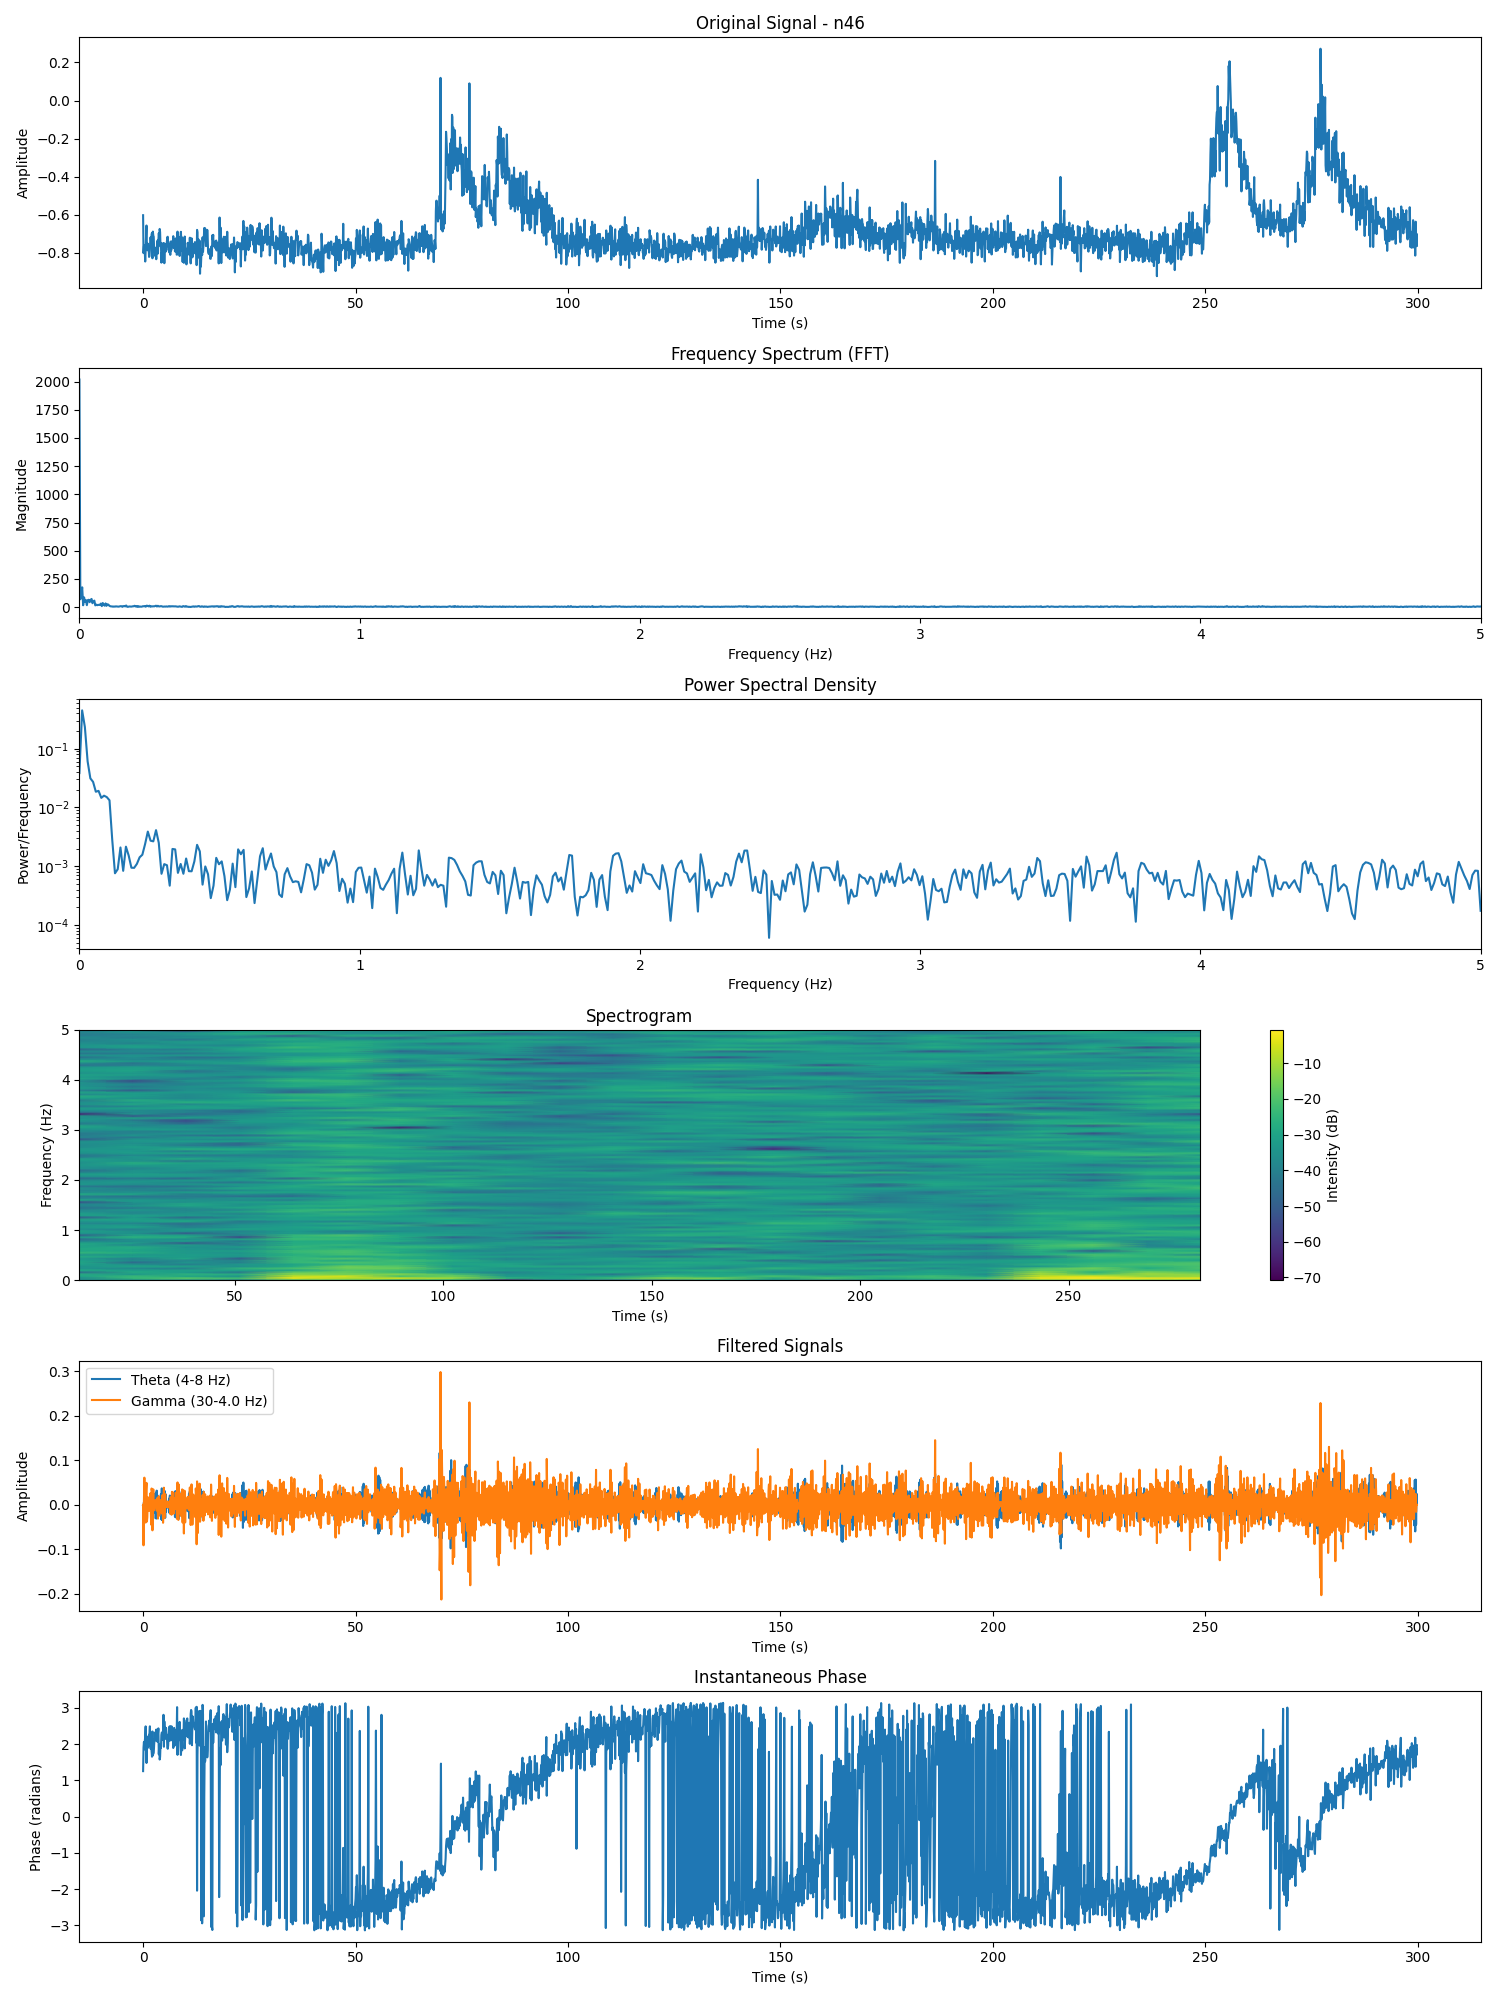 Original Signal - n46
0.2
0.0
−0.2
−0.4
−0.6
−0.8
Amplitude
0 50 100 150 200 250 300
Time (s)
Frequency Spectrum (FFT)
2000
1750
1500
1250
1000
750
500
250
0
Magnitude
0 1 2 3 4 5
Frequency (Hz)
Power Spectral Density
10⁻¹
10⁻²
10⁻³
10⁻⁴
Power/Frequency
0 1 2 3 4 5
Frequency (Hz)
Spectrogram
5
4
3
2
1
0
Frequency (Hz)
50 100 150 200 250
Time (s)
−10
−20
−30
−40
−50
−60
−70
Intensity (dB)
Filtered Signals
Theta (4-8 Hz)
Gamma (30-4.0 Hz)
0.3
0.2
0.1
0.0
−0.1
−0.2
Amplitude
0 50 100 150 200 250 300
Time (s)
Instantaneous Phase
3
2
1
0
−1
−2
−3
Phase (radians)
0 50 100 150 200 250 300
Time (s)